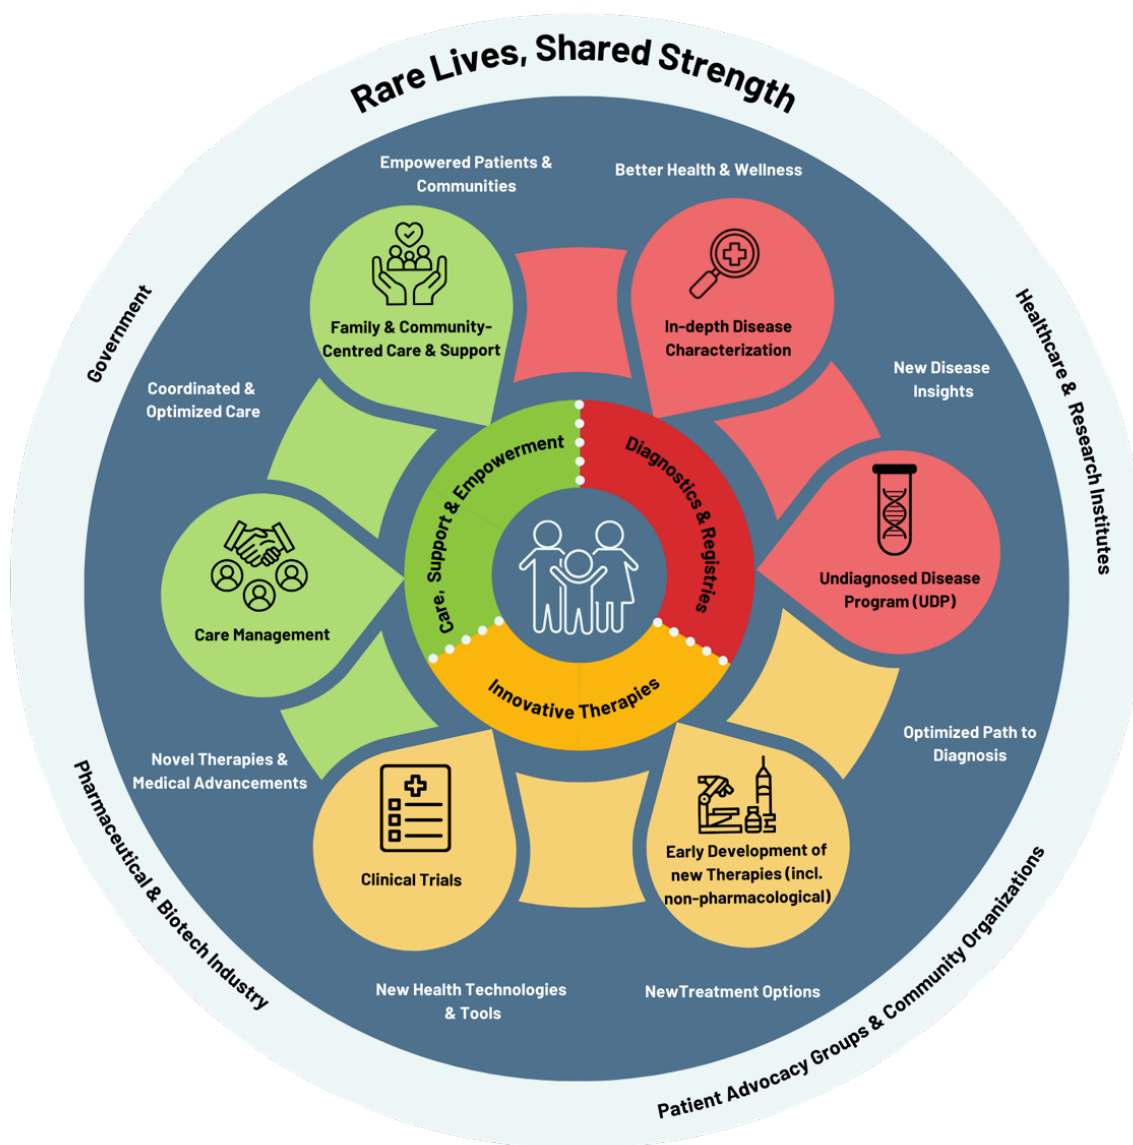 Rare Lives, Shared Strength
Empowered Patients &
Communities
Better Health & Wellness
Family & Community-
Centred Care & Support
In-depth Disease
Characterization
Government
Healthcare & Research Institutes
Coordinated &
Optimized Care
New Disease
Insights
Care, Support & Empowerment
Diagnostics & Registries
Care Management
Undiagnosed Disease
Program (UDP)
Innovative Therapies
Novel Therapies &
Medical Advancements
Optimized Path to
Diagnosis
Clinical Trials
Early Development of
new Therapies (incl.
non-pharmacological)
Pharmaceutical & Biotech Industry
Patient Advocacy Groups & Community Organizations
New Health Technologies
& Tools
NewTreatment Options